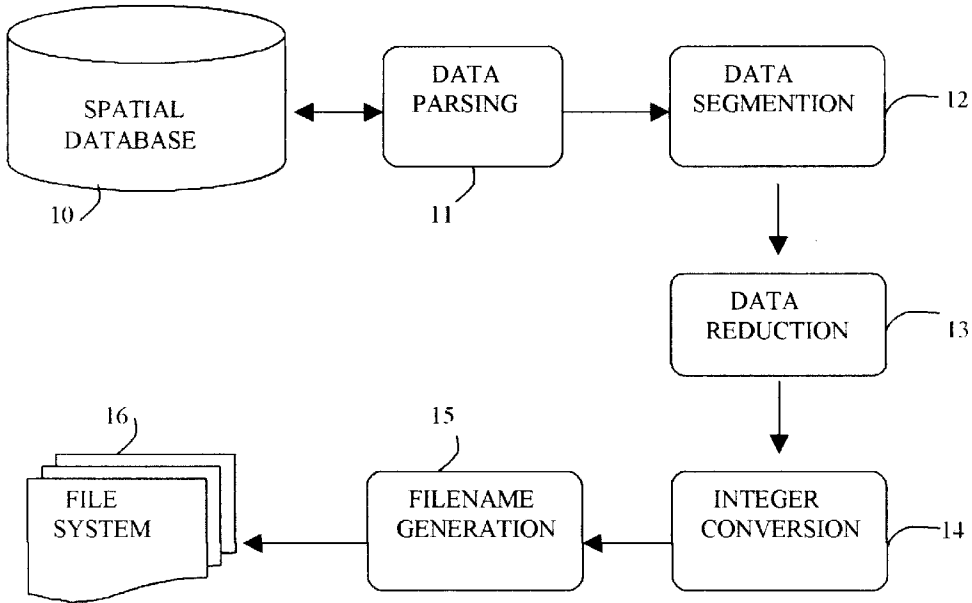 SPATIAL
DATABASE
10
DATA
PARSING
11
DATA
SEGMENTION
12
DATA
REDUCTION
13
INTEGER
CONVERSION
14
15
FILENAME
GENERATION
16
FILE
SYSTEM